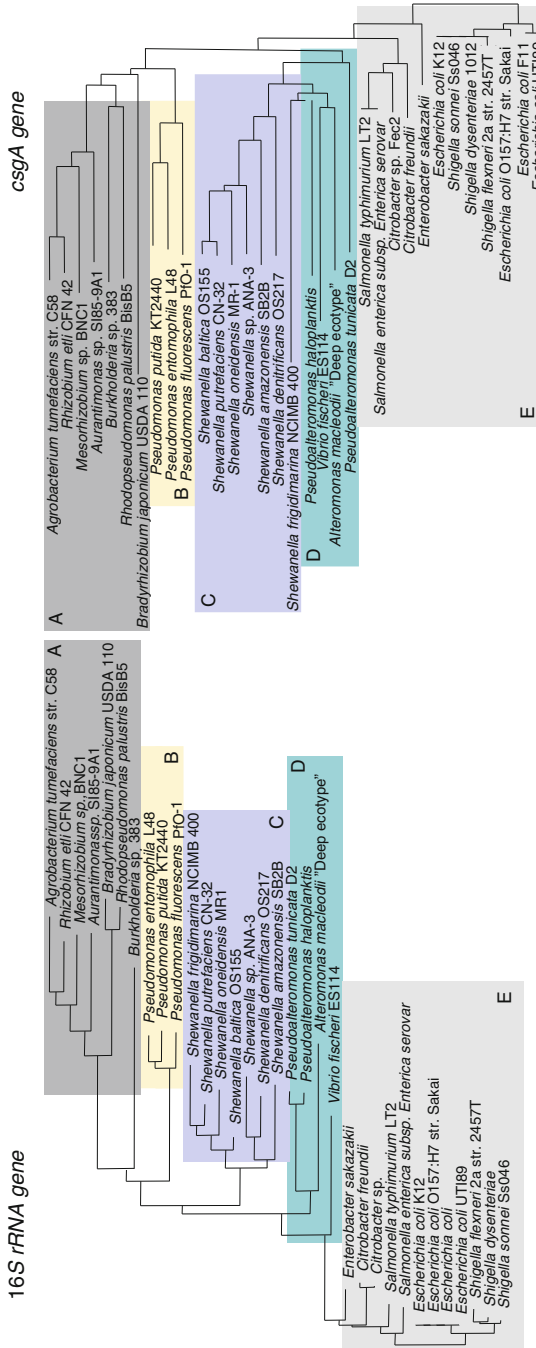 16S rRNA gene
Agrobacterium tumefaciens str. C58
Rhizobium etli CFN 42
Mesorhizobium sp. BNC1
Aurantimonassp. SI85-9A1
Bradyrhizobium japonicum USDA 110
Rhodopseudomonas palustris BisB5
Burkholderia sp. 383
A
Pseudomonas entomophila L48
Pseudomonas putida KT2440
Pseudomonas fluorescens PfO-1
B
Shewanella frigidimarina NCIMB 400
Shewanella putrefaciens CN-32
Shewanella oneidensis MR1
Shewanella baltica OS155
Shewanella sp. ANA-3
Shewanella denitrificans OS217
Shewanella amazonensis SB2B
C
Pseudoalteromonas tunicata D2
Pseudoalteromonas haloplanktis
Alteromonas macleodii "Deep ecotype"
Vibrio fischeri ES114
D
Enterobacter sakazakii
Citrobacter freundii
Citrobacter sp.
Salmonella typhimurium LT2
Salmonella enterica subsp. Enterica serovar
Escherichia coli K12
Escherichia coli O157:H7 str. Sakai
Escherichia coli
Escherichia coli UTI89
Shigella flexneri 2a str. 2457T
Shigella dysenteriae
Shigella sonnei Ss046
E
csgA gene
Agrobacterium tumefaciens str. C58
Rhizobium etli CFN 42
Mesorhizobium sp. BNC1
Aurantimonas sp. SI85-9A1
Burkholderia sp. 383
Rhodopseudomonas palustris BisB5
Bradyrhizobium japonicum USDA 110
A
Pseudomonas putida KT2440
Pseudomonas entomophila L48
Pseudomonas fluorescens PfO-1
B
Shewanella baltica OS155
Shewanella putrefaciens CN-32
Shewanella oneidensis MR-1
Shewanella sp. ANA-3
Shewanella amazonensis SB2B
Shewanella denitrificans OS217
Shewanella frigidimarina NCIMB 400
C
Pseudoalteromonas haloplanktis
Vibrio fischeri ES114
Alteromonas macleodii "Deep ecotype"
Pseudoalteromonas tunicata D2
D
Salmonella typhimurium LT2
Salmonella enterica subsp. Enterica serovar
Citrobacter sp. Fec2
Citrobacter freundii
Enterobacter sakazakii
Escherichia coli K12
Shigella sonnei Ss046
Shigella dysenteriae 1012
Shigella flexneri 2a str. 2457T
Escherichia coli O157:H7 str. Sakai
Escherichia coli F11
Escherichia coli UTI89
E